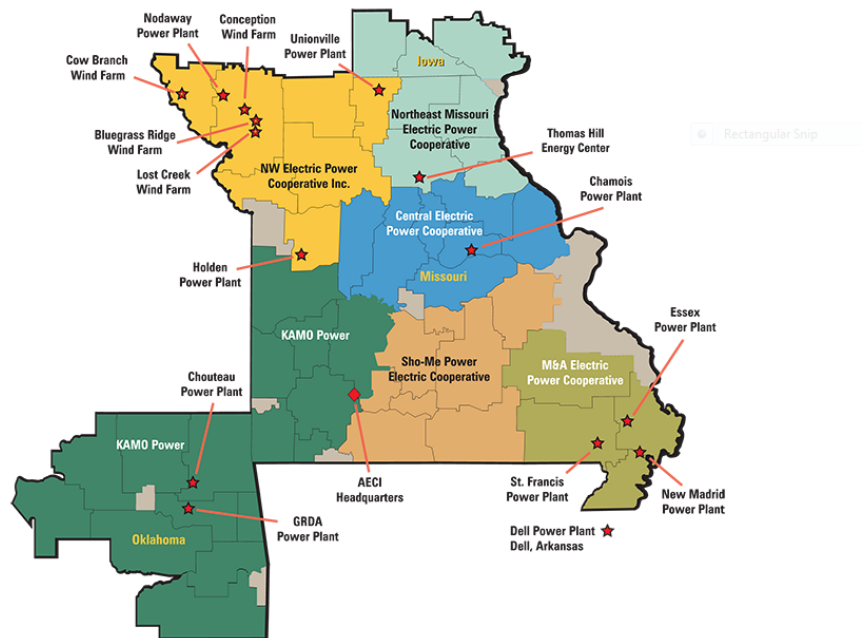 Nodaway
Power Plant
Conception
Wind Farm
Unionville
Power Plant
Cow Branch
Wind Farm
Iowa
Bluegrass Ridge
Wind Farm
Lost Creek
Wind Farm
Northeast Missouri
Electric Power
Cooperative
Thomas Hill
Energy Center
Rectangular Snip
NW Electric Power
Cooperative Inc.
Chamois
Power Plant
Central Electric
Power Cooperative
Missouri
Holden
Power Plant
KAMO Power
Essex
Power Plant
Sho-Me Power
Electric Cooperative
M&A Electric
Power Cooperative
Chouteau
Power Plant
KAMO Power
AECI
Headquarters
St. Francis
Power Plant
New Madrid
Power Plant
GRDA
Power Plant
Oklahoma
Dell Power Plant
Dell, Arkansas